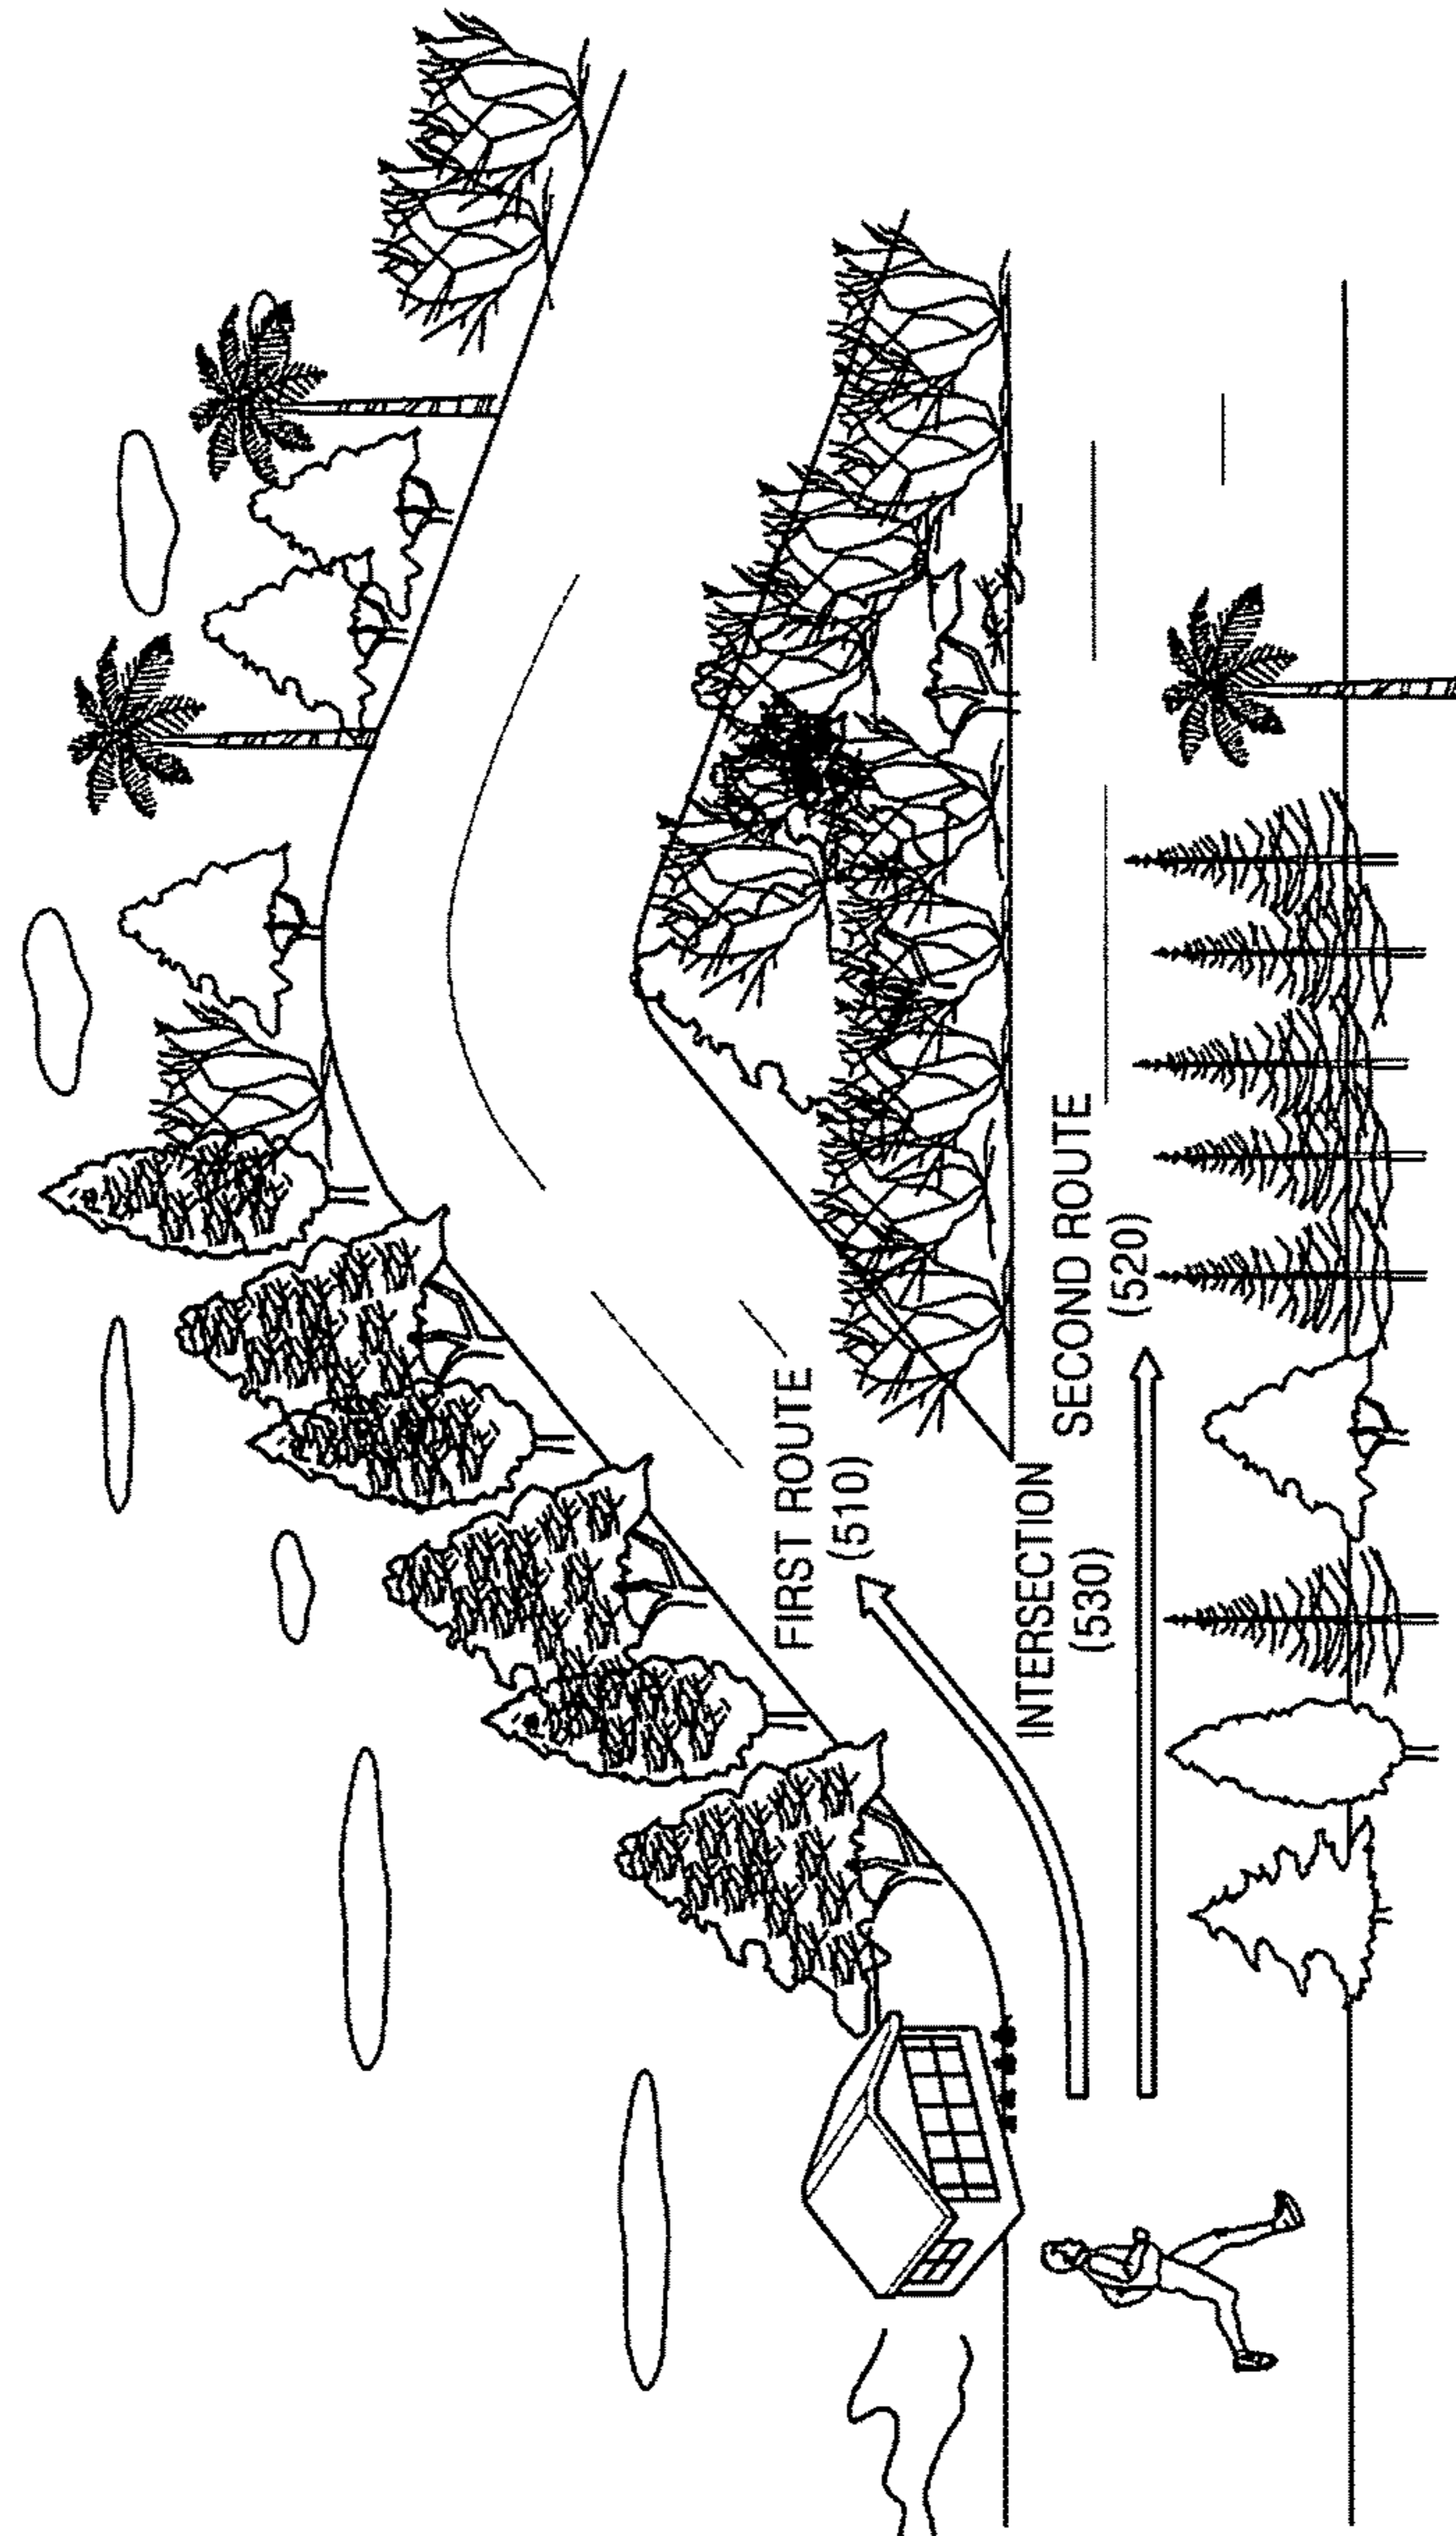 FIRST ROUTE
(510)
INTERSECTION
(530)
SECOND ROUTE
(520)